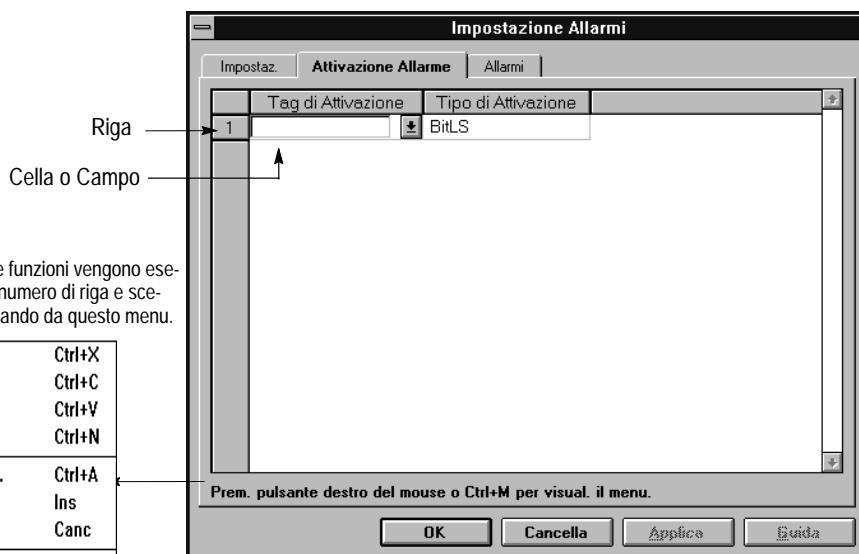 Impostazione Allarmi
Impostaz. Attivazione Allarme Allarmi
Tag di Attivazione Tipo di Attivazione
Riga
1 BitLS
Cella o Campo
e funzioni vengono ese-
numero di riga e sce-
ando da questo menu.
Ctrl+X
Ctrl+C
Ctrl+V
Ctrl+N
. Ctrl+A
Ins
Canc
Prem. pulsante destro del mouse o Ctrl+M per visual. il menu.
OK Cancella Applica Guida